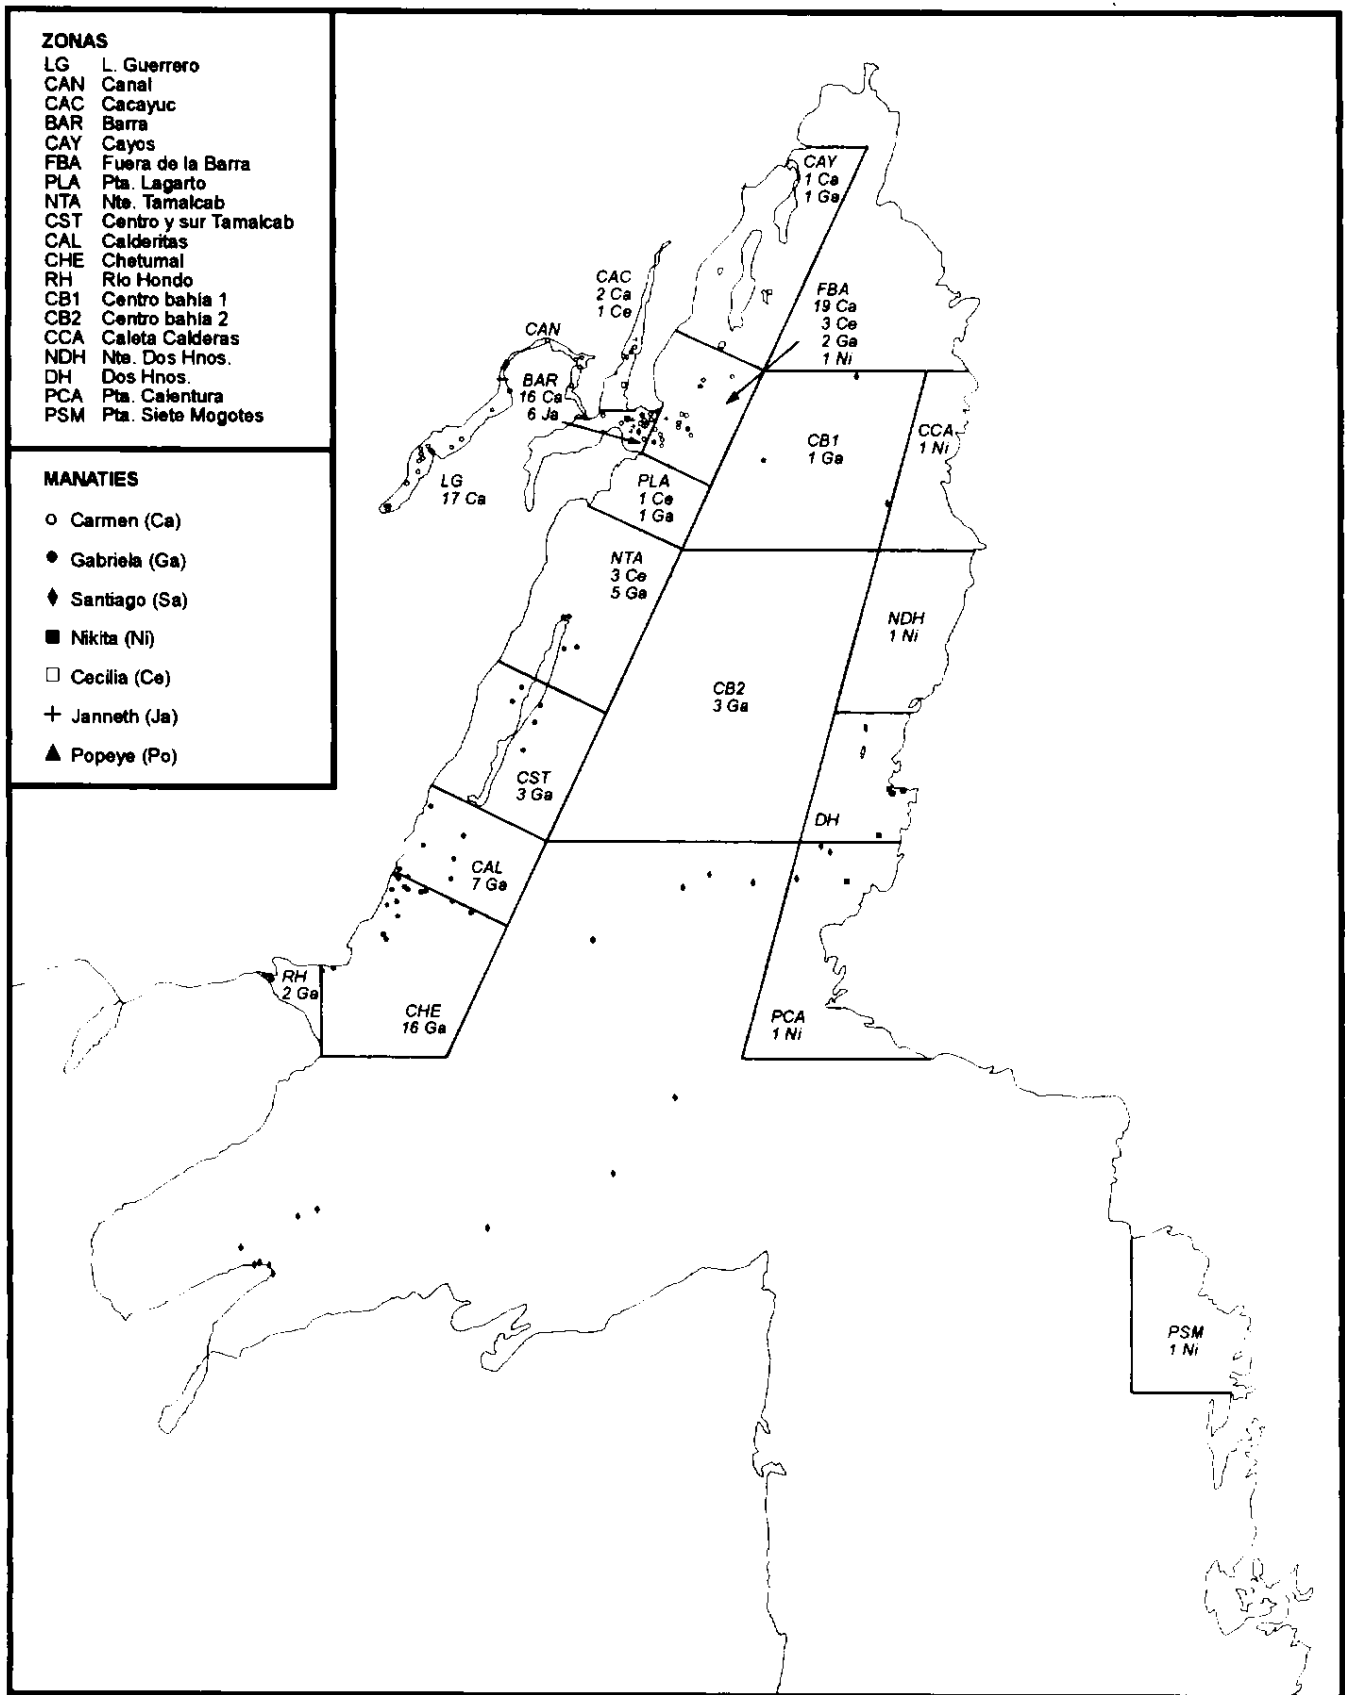 ZONAS
LG L. Guerrero
CAN Canal
CAC Cacayuc
BAR Barra
CAY Cayos
FBA Fuera de la Barra
PLA Pta. Lagarto
NTA Nte. Tamalcab
CST Centro y sur Tamalcab
CAL Calderitas
CHE Chetumal
RH Río Hondo
CB1 Centro bahía 1
CB2 Centro bahía 2
CCA Caleta Calderas
NDH Nte. Dos Hnos.
DH Dos Hnos.
PCA Pta. Calentura
PSM Pta. Siete Mogotes
MANATIES
Carmen (Ca)
Gabriela (Ga)
Santiago (Sa)
Nikita (Ni)
Cecilia (Ce)
Janneth (Ja)
Popeye (Po)
CAY
1 Ca
1 Ga
CAC
2 Ca
1 Ce
FBA
19 Ca
3 Ce
2 Ga
1 Ni
CAN
BAR
16 Ca
6 Ja
LG
17 Ca
CB1
1 Ga
CCA
1 Ni
PLA
1 Ce
1 Ga
NTA
3 Ce
5 Ga
NDH
1 Ni
CB2
3 Ga
CST
3 Ga
DH
CAL
7 Ga
RH
2 Ga
CHE
16 Ga
PCA
1 Ni
PSM
1 Ni